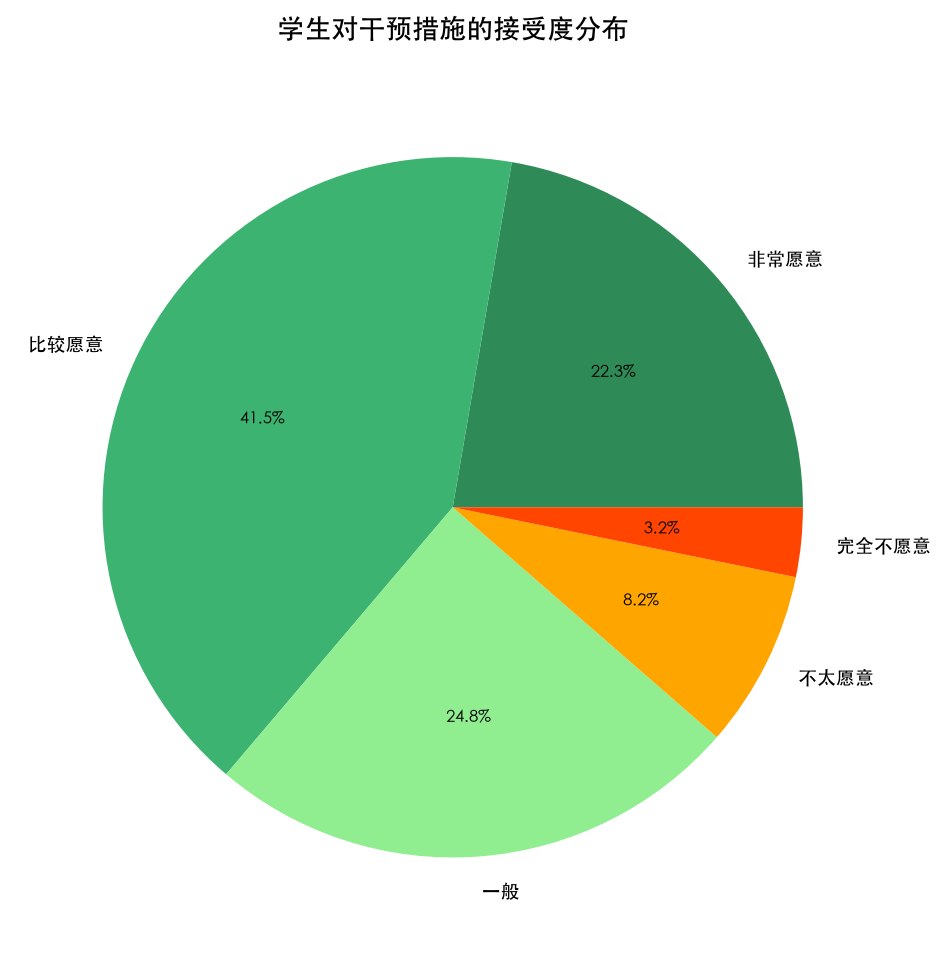 学生对干预措施的接受度分布
非常愿意
22.3%
比较愿意
41.5%
3.2%
完全不愿意
8.2%
不太愿意
24.8%
一般